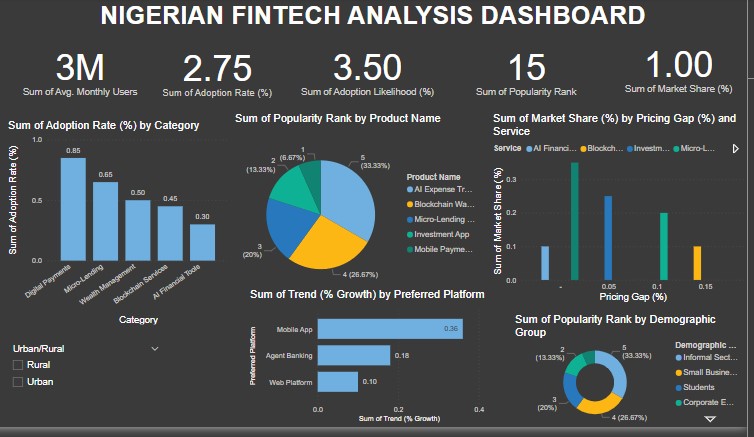 NIGERIAN FINTECH ANALYSIS DASHBOARD
3M
Sum of Avg. Monthly Users
2.75
Sum of Adoption Rate (%)
3.50
Sum of Adoption Likelihood (%)
15
Sum of Popularity Rank
1.00
Sum of Market Share (%)
Sum of Adoption Rate (%) by Category
Sum of Adoption Rate (%)
1.0
0.5
0.0
0.85
0.65
0.50
0.45
0.30
Digital Payments
Micro-Lending
Wealth Management
Blockchain Services
AI Financial Tools
Category
Urban/Rural
Rural
Urban
Sum of Popularity Rank by Product Name
1
(6.67%)
2
(13.33%)
3
(20%)
4 (26.67%)
5
(33.33%)
Product Name
AI Expense Tr...
Blockchain Wa...
Micro-Lending ...
Investment App
Mobile Payme...
Sum of Trend (% Growth) by Preferred Platform
Preferred Platform
Mobile App
0.36
Agent Banking
0.18
Web Platform
0.10
0.0
0.2
0.4
Sum of Trend (% Growth)
Sum of Market Share (%) by Pricing Gap (%) and
Service
Service
AI Financi...
Blockch...
Investm...
Micro-L...
Sum of Market Share (%)
0.3
0.2
0.1
0.0
-
0.05
0.1
0.15
Pricing Gap (%)
Sum of Popularity Rank by Demographic
Group
2
(13.33%)
3
(20%)
4 (26.67%)
5
(33.33%)
Demographic ...
Informal Sect...
Small Busine...
Students
Corporate E...